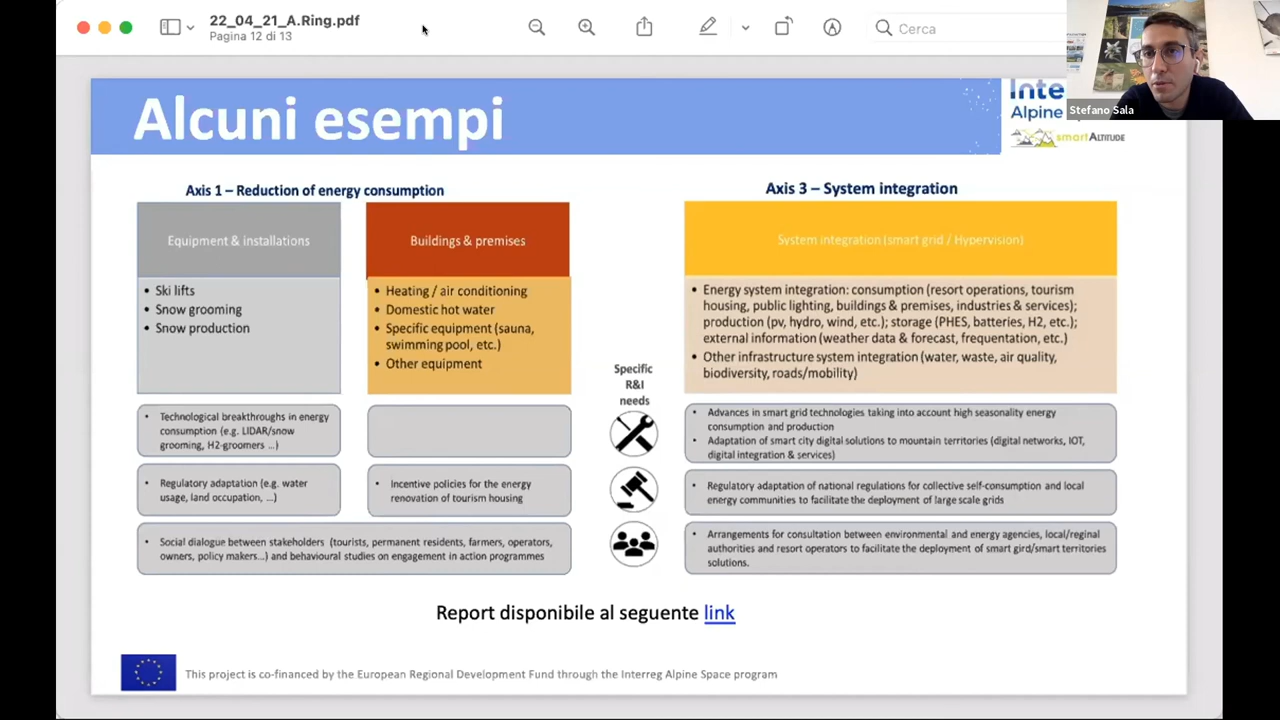 22_04_21_A.Ring.pdf
Pagina 12 di 13
Cerca
Stefano Sala
Alcuni esempi
Inte
Alpine
smartALTITUDE
Axis 1 – Reduction of energy consumption
Equipment & installations
• Ski lifts
• Snow grooming
• Snow production
Buildings & premises
• Heating / air conditioning
• Domestic hot water
• Specific equipment (sauna,
swimming pool, etc.)
• Other equipment
Axis 3 – System integration
System integration (smart grid / Hypervision)
• Energy system integration: consumption (resort operations, tourism
housing, public lighting, buildings & premises, industries & services);
production (pv, hydro, wind, etc.); storage (PHES, batteries, H2, etc.);
external information (weather data & forecast, frequentation, etc.)
• Other infrastructure system integration (water, waste, air quality,
biodiversity, roads/mobility)
Specific
R&I
needs
• Technological breakthroughs in energy
consumption (e.g. LIDAR/snow
grooming, H2-groomers ...)
• Advances in smart grid technologies taking into account high seasonality energy
consumption and production
• Adaptation of smart city digital solutions to mountain territories (digital networks, IOT,
digital integration & services)
• Regulatory adaptation (e.g. water
usage, land occupation, ...)
• Incentive policies for the energy
renovation of tourism housing
• Regulatory adaptation of national regulations for collective self-consumption and local
energy communities to facilitate the deployment of large scale grids
• Social dialogue between stakeholders (tourists, permanent residents, farmers, operators,
owners, policy makers...) and behavioural studies on engagement in action programmes
• Arrangements for consultation between environmental and energy agencies, local/reginal
authorities and resort operators to facilitate the deployment of smart gird/smart territories
solutions.
Report disponibile al seguente link
This project is co-financed by the European Regional Development Fund through the Interreg Alpine Space program